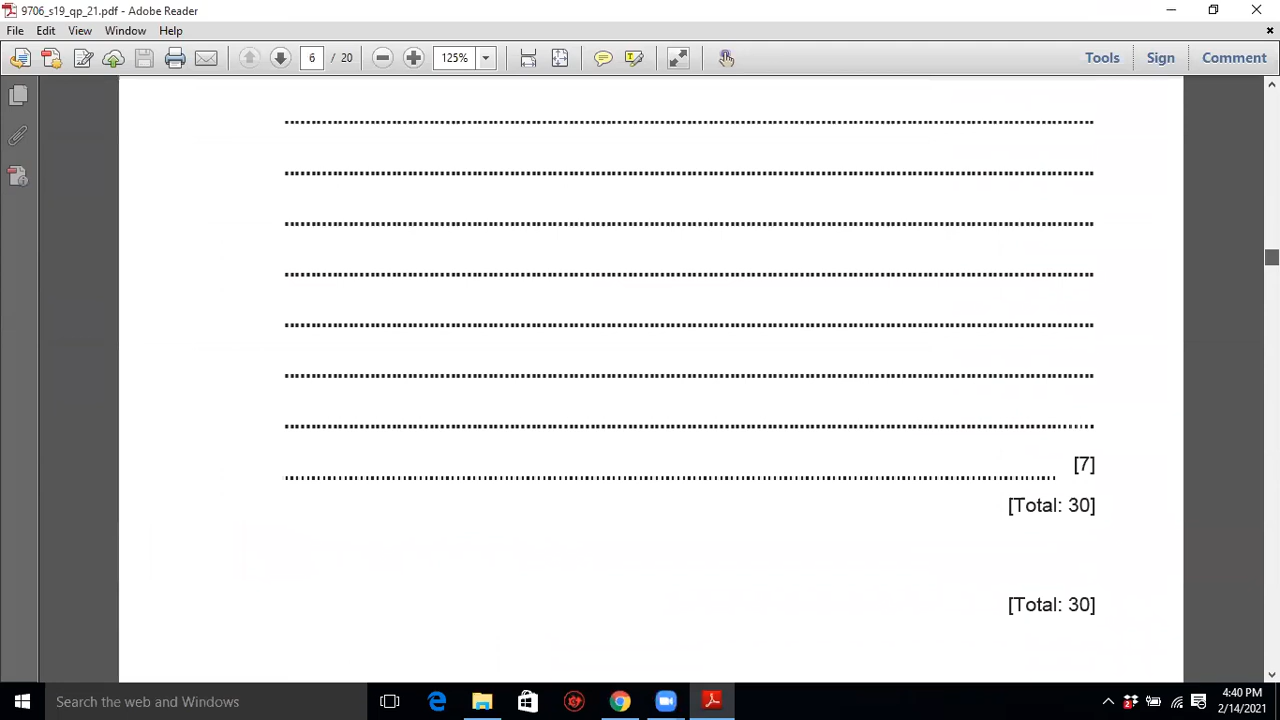 9706_s19_qp_21.pdf - Adobe Reader
File Edit View Window Help
6 / 20 125% Tools Sign Comment
[7]
[Total: 30]
[Total: 30]
Search the web and Windows
4:40 PM
2/14/2021